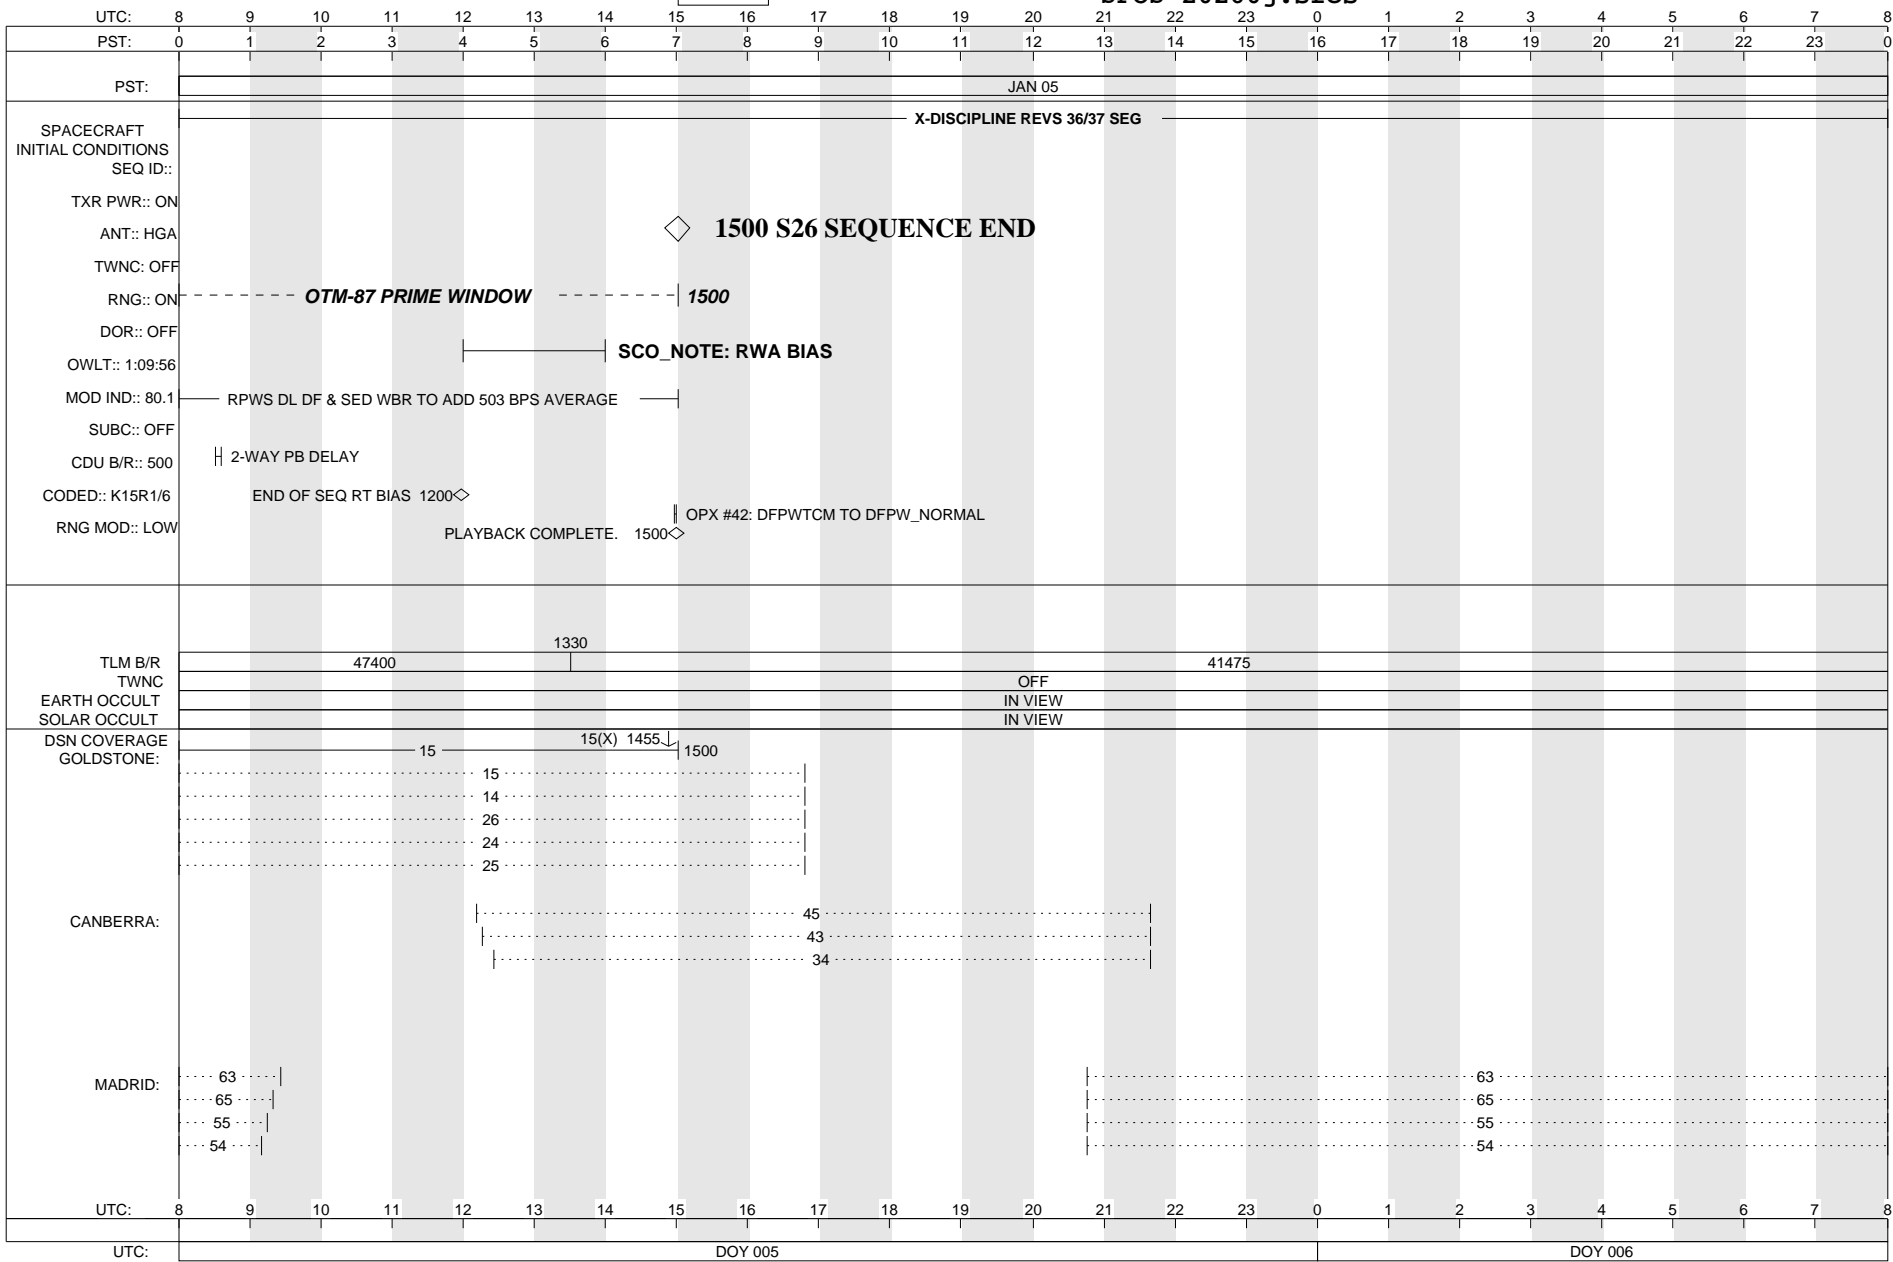 UTC: 8 9 10 11 12 13 14 15 16 17 18 19 20 21 22 23 0 1 2 3 4 5 6 7 8
PST: 0 1 2 3 4 5 6 7 8 9 10 11 12 13 14 15 16 17 18 19 20 21 22 23 0
PST: JAN 05
X-DISCIPLINE REVS 36/37 SEG
SPACECRAFT
INITIAL CONDITIONS
SEQ ID::
TXR PWR:: ON
ANT:: HGA
1500 S26 SEQUENCE END
TWNC: OFF
RNG:: ON
OTM-87 PRIME WINDOW 1500
DOR:: OFF
SCO_NOTE: RWA BIAS
OWLT:: 1:09:56
MOD IND:: 80.1
RPWS DL DF & SED WBR TO ADD 503 BPS AVERAGE
SUBC:: OFF
2-WAY PB DELAY
CDU B/R:: 500
CODED:: K15R1/6
END OF SEQ RT BIAS 1200
OPX #42: DFPWTCM TO DFPW_NORMAL
RNG MOD:: LOW
PLAYBACK COMPLETE. 1500
1330
TLM B/R 47400 41475
TWNC OFF
EARTH OCCULT IN VIEW
SOLAR OCCULT IN VIEW
DSN COVERAGE
15(X) 1455
GOLDSTONE:
15 1500
15
14
26
24
25
CANBERRA:
45
43
34
MADRID:
63 63
65 65
55 55
54 54
UTC: 8 9 10 11 12 13 14 15 16 17 18 19 20 21 22 23 0 1 2 3 4 5 6 7 8
UTC: DOY 005 DOY 006